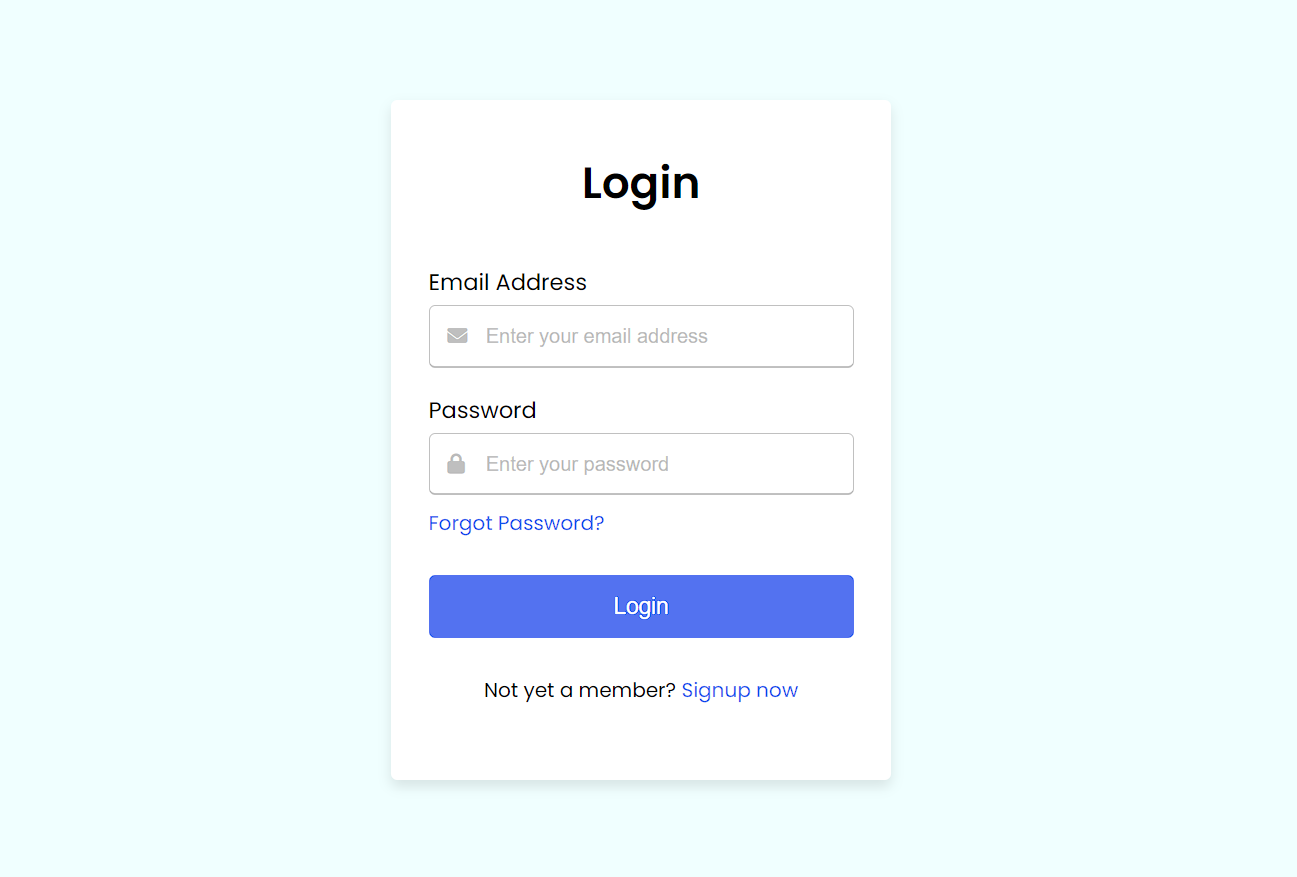 Login
Email Address
Enter your email address
Password
Enter your password
Forgot Password?
Login
Not yet a member? Signup now